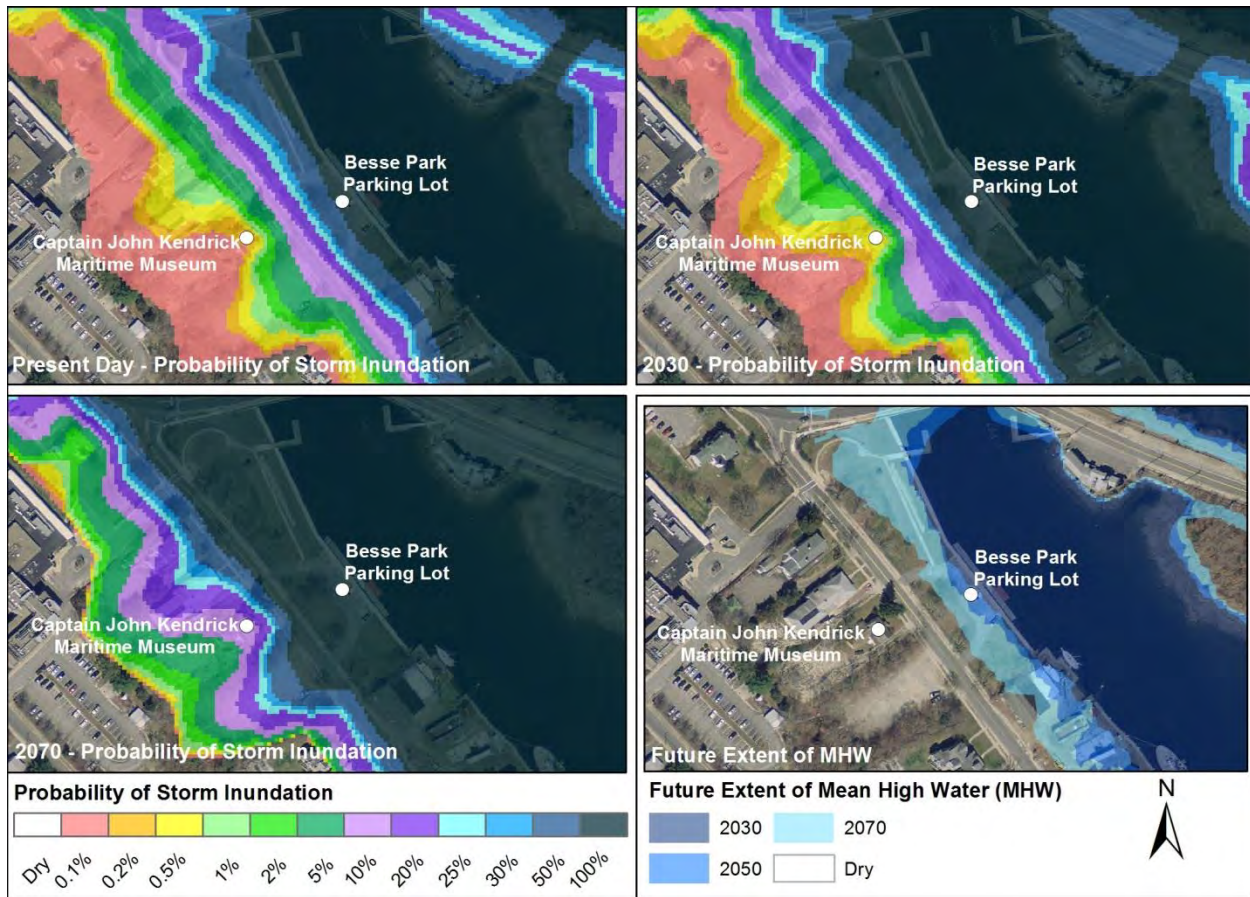 Besse Park
Parking Lot
Captain John Kendrick
Maritime Museum
Present Day - Probability of Storm Inundation
Besse Park
Parking Lot
Captain John Kendrick
Maritime Museum
2030 - Probability of Storm Inundation
Besse Park
Parking Lot
Captain John Kendrick
Maritime Museum
2070 - Probability of Storm Inundation
Besse Park
Parking Lot
Captain John Kendrick
Maritime Museum
Future Extent of MHW
Probability of Storm Inundation
Dry 0.1% 0.2% 0.5% 1% 2% 5% 10% 20% 25% 30% 50% 100%
Future Extent of Mean High Water (MHW)
2030 2070
2050 Dry
N